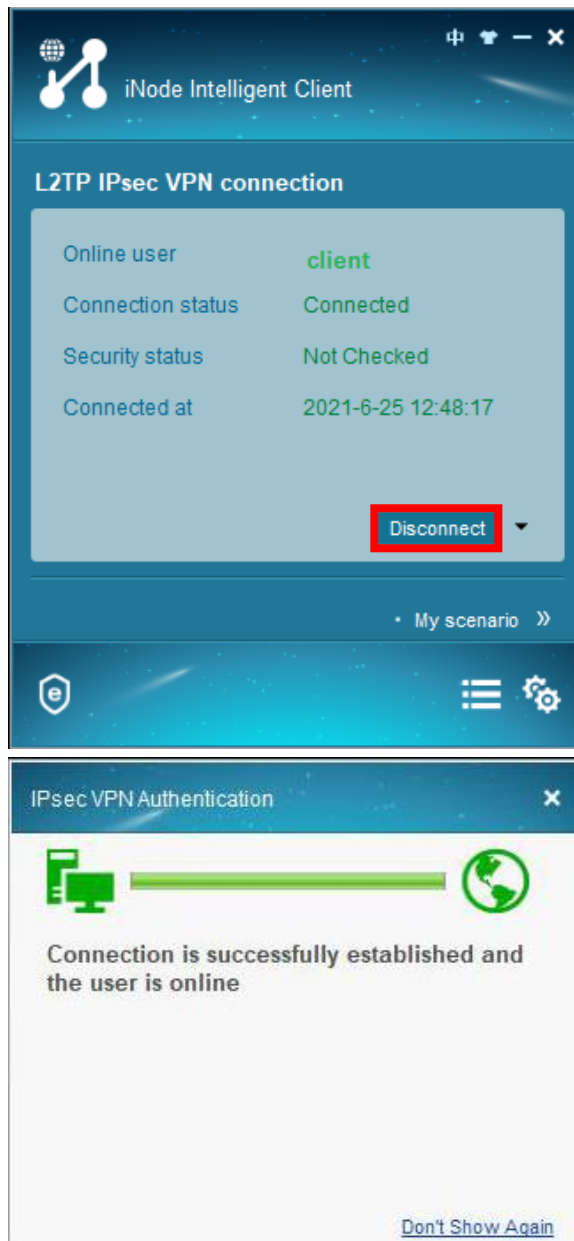 中
iNode Intelligent Client
L2TP IPsec VPN connection
Online user client
Connection status Connected
Security status Not Checked
Connected at 2021-6-25 12:48:17
Disconnect
• My scenario »
e
IPsec VPN Authentication
Connection is successfully established and
the user is online
Don't Show Again